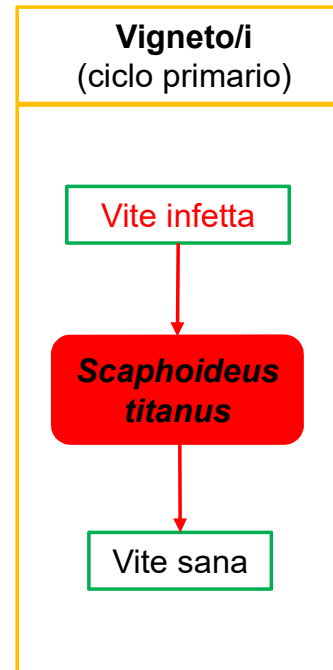 Vigneto/i
(ciclo primario)
Vite infetta
Scaphoideus
titanus
Vite sana